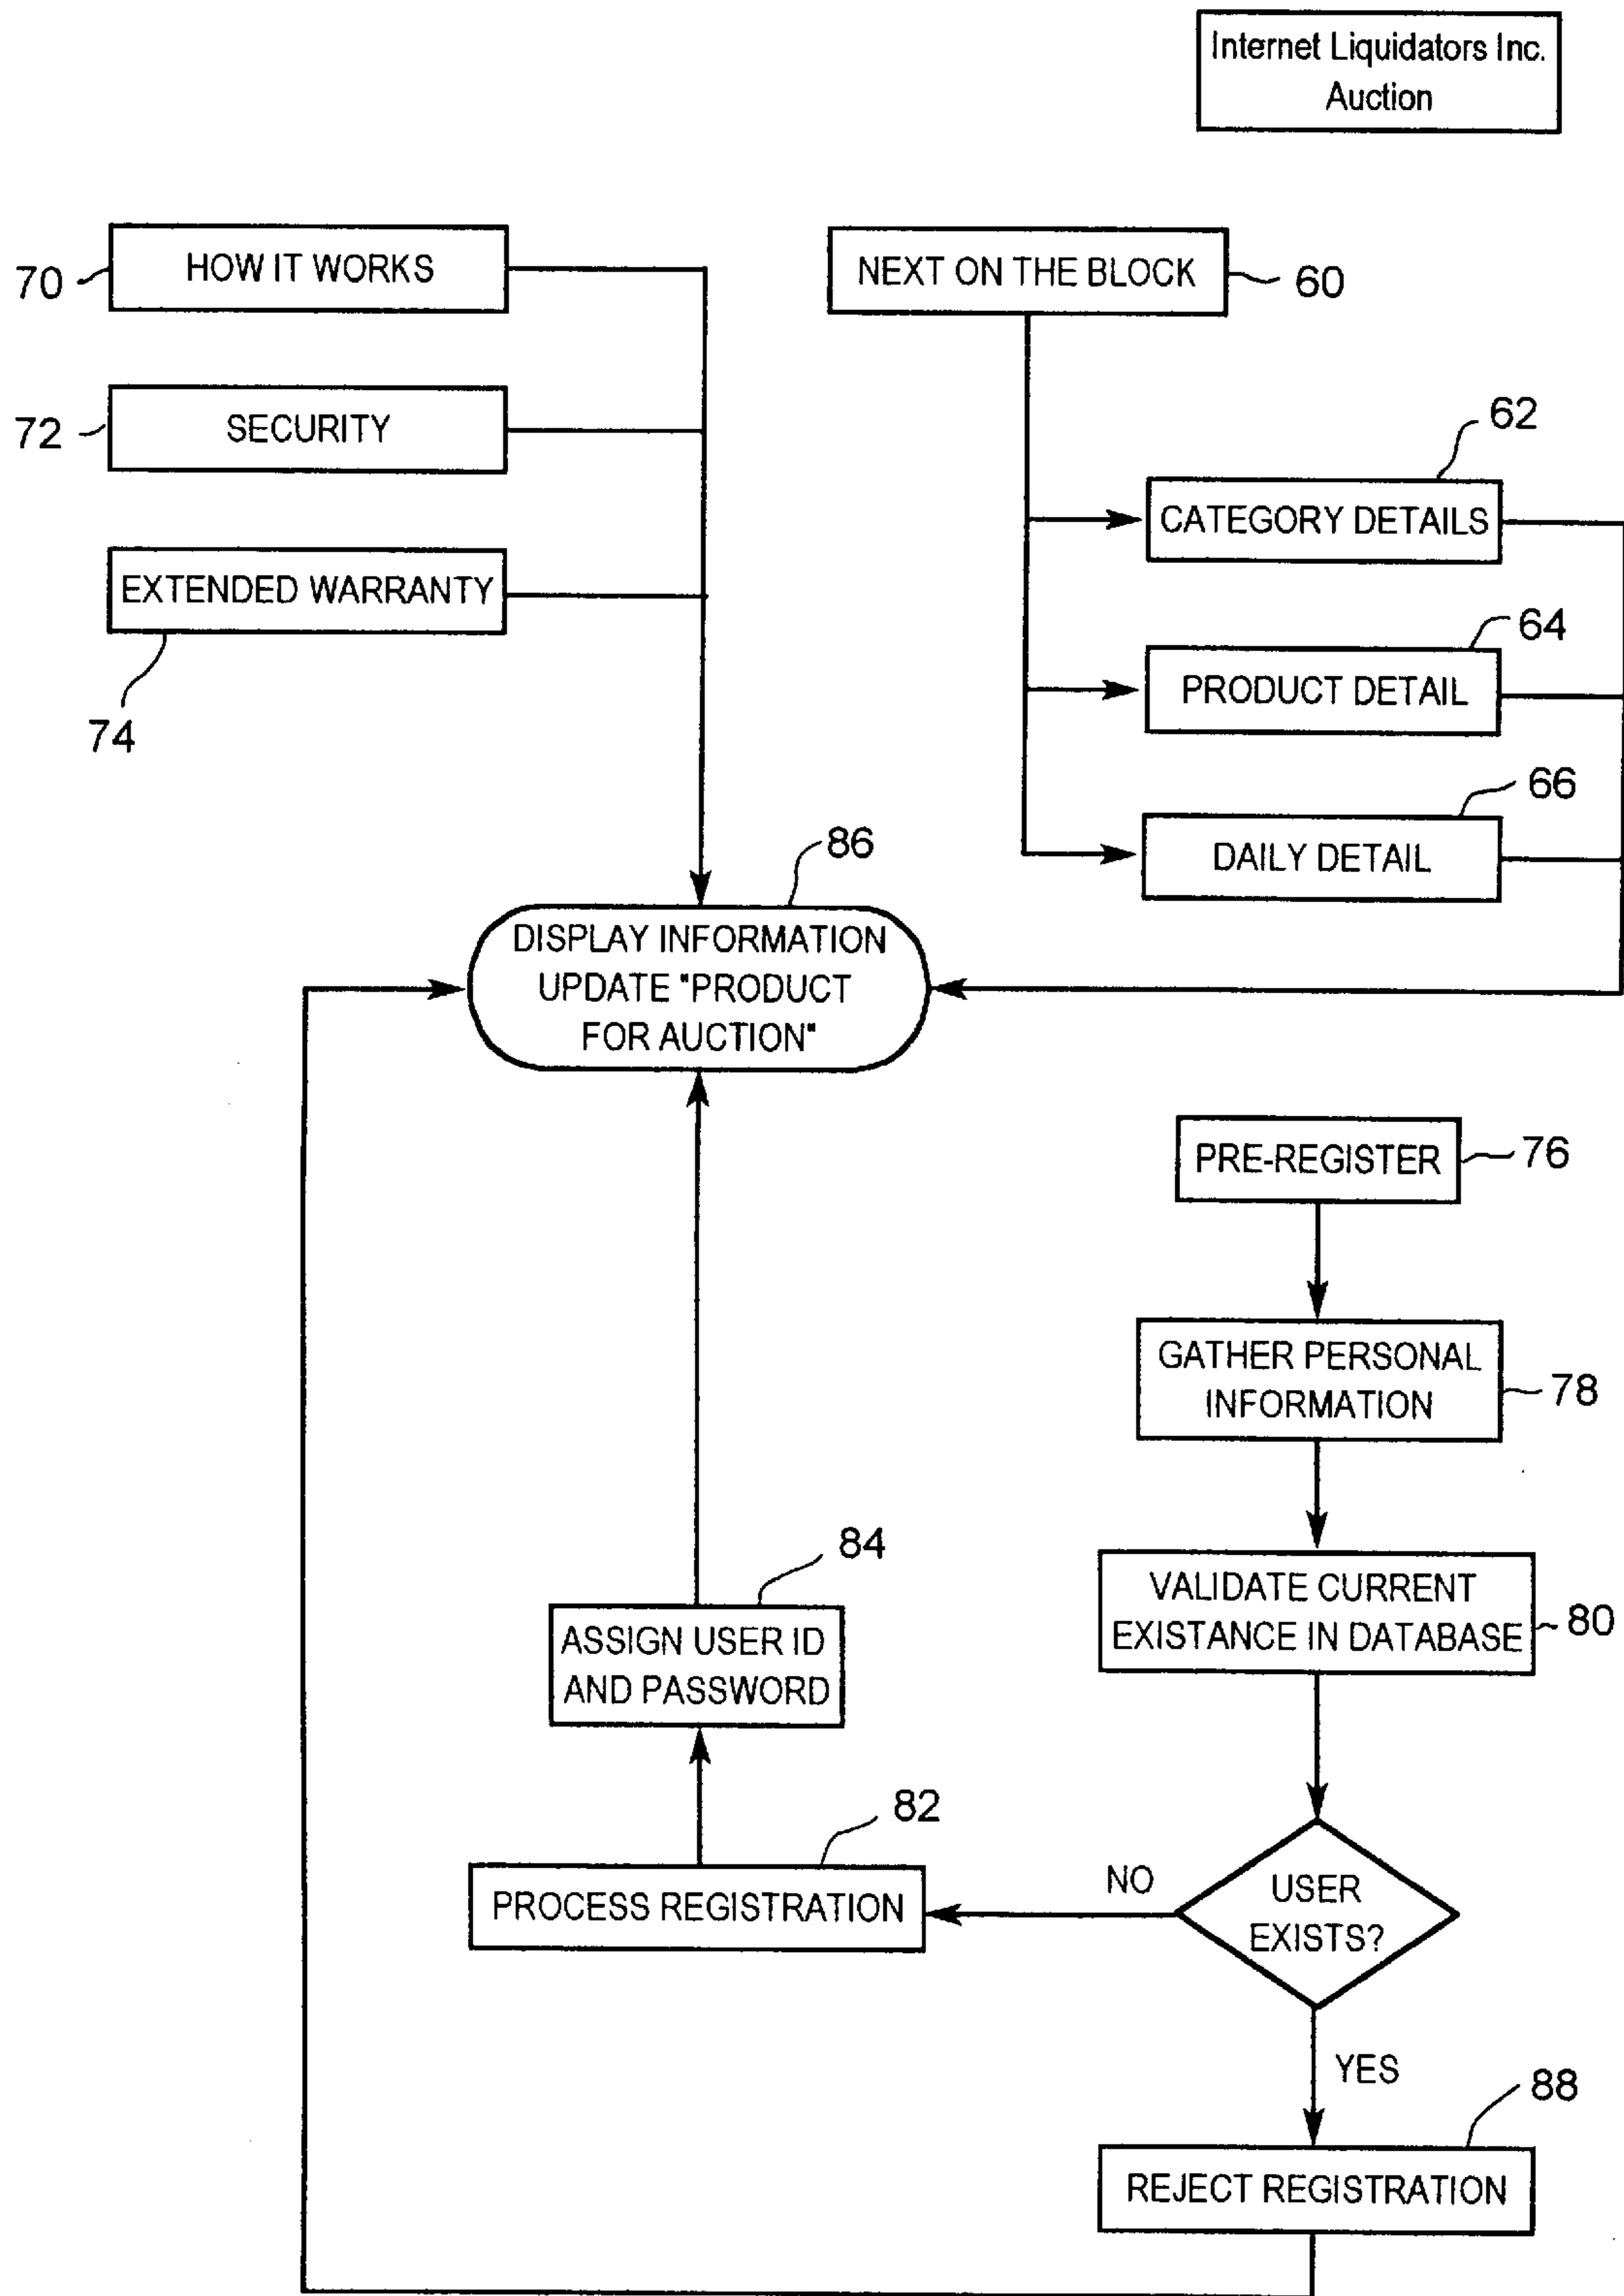 Internet Liquidators Inc.
Auction
70
HOW IT WORKS
NEXT ON THE BLOCK
60
72
SECURITY
62
CATEGORY DETAILS
EXTENDED WARRANTY
74
64
PRODUCT DETAIL
66
DAILY DETAIL
86
DISPLAY INFORMATION
UPDATE "PRODUCT
FOR AUCTION"
PRE-REGISTER
76
GATHER PERSONAL
INFORMATION
78
VALIDATE CURRENT
EXISTANCE IN DATABASE
80
84
ASSIGN USER ID
AND PASSWORD
82
PROCESS REGISTRATION
NO
USER
EXISTS?
YES
88
REJECT REGISTRATION